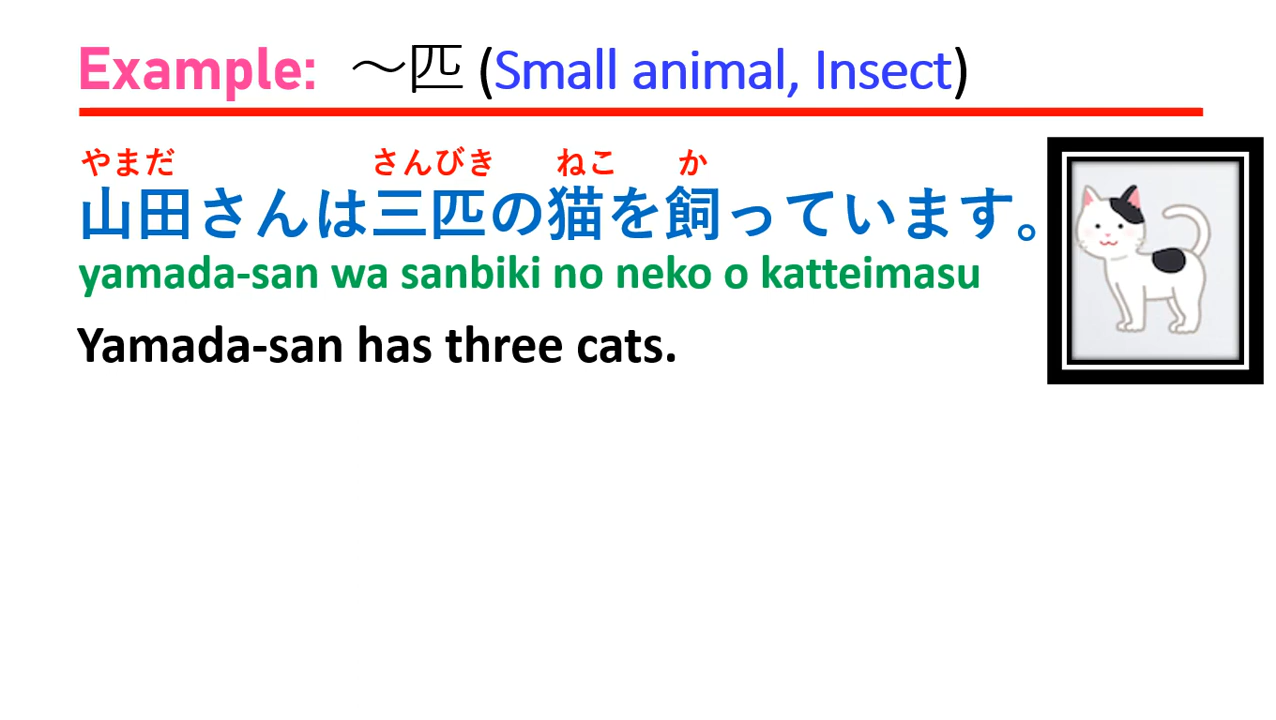 Example: ～匹 (Small animal, Insect)
やまだ さんびき ねこ か
山田さんは三匹の猫を飼っています。
yamada-san wa sanbiki no neko o katteimasu
Yamada-san has three cats.